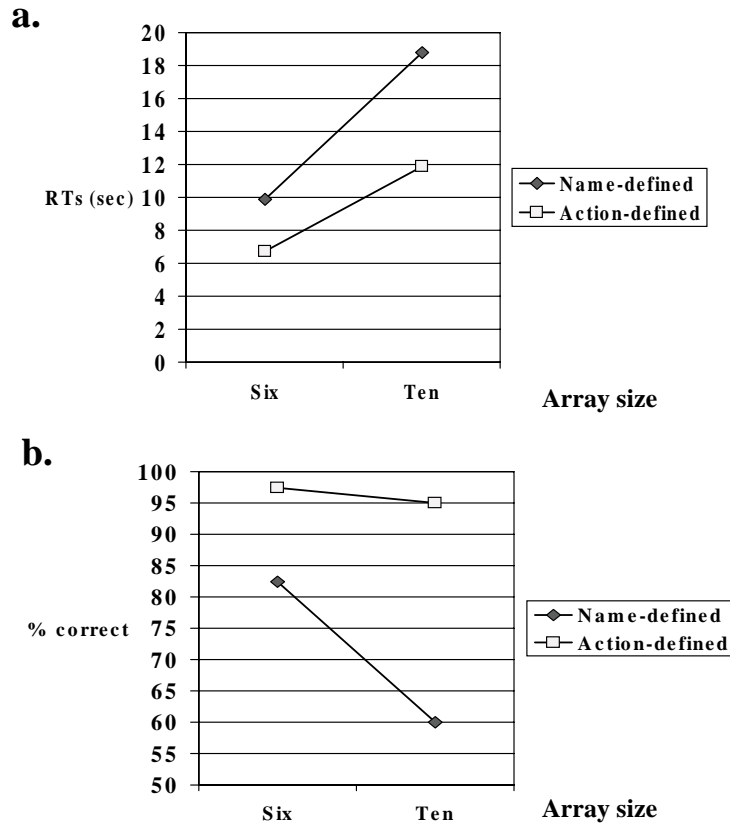 a.
20
18
16
14
12
RTs (sec) 10
8
6
4
2
0
Name-defined
Action-defined
Six Ten Array size
b.
100
95
90
85
80
% correct 75
70
65
60
55
50
Name-defined
Action-defined
Six Ten Array size